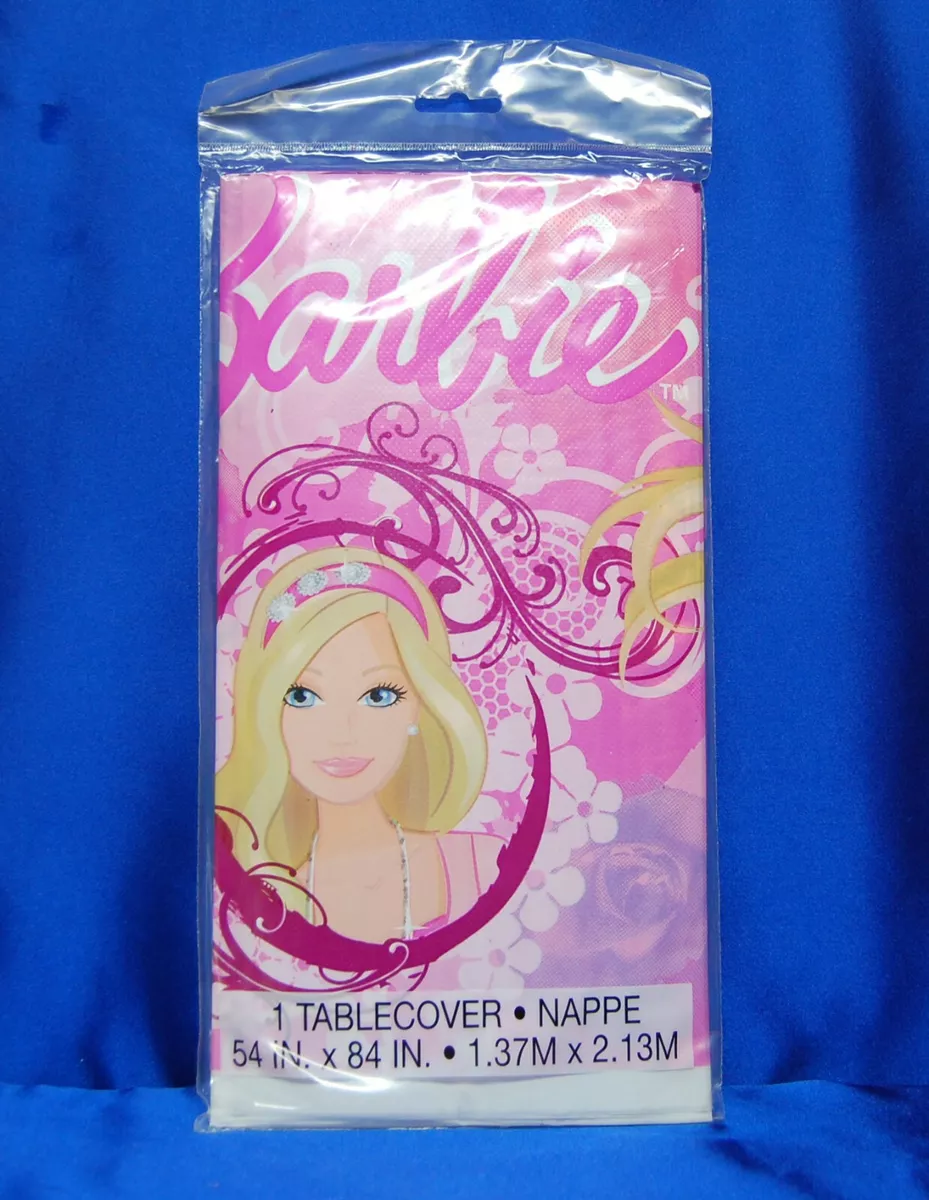 Barbie
TM
1 TABLECOVER • NAPPE
54 IN. x 84 IN. • 1.37M x 2.13M